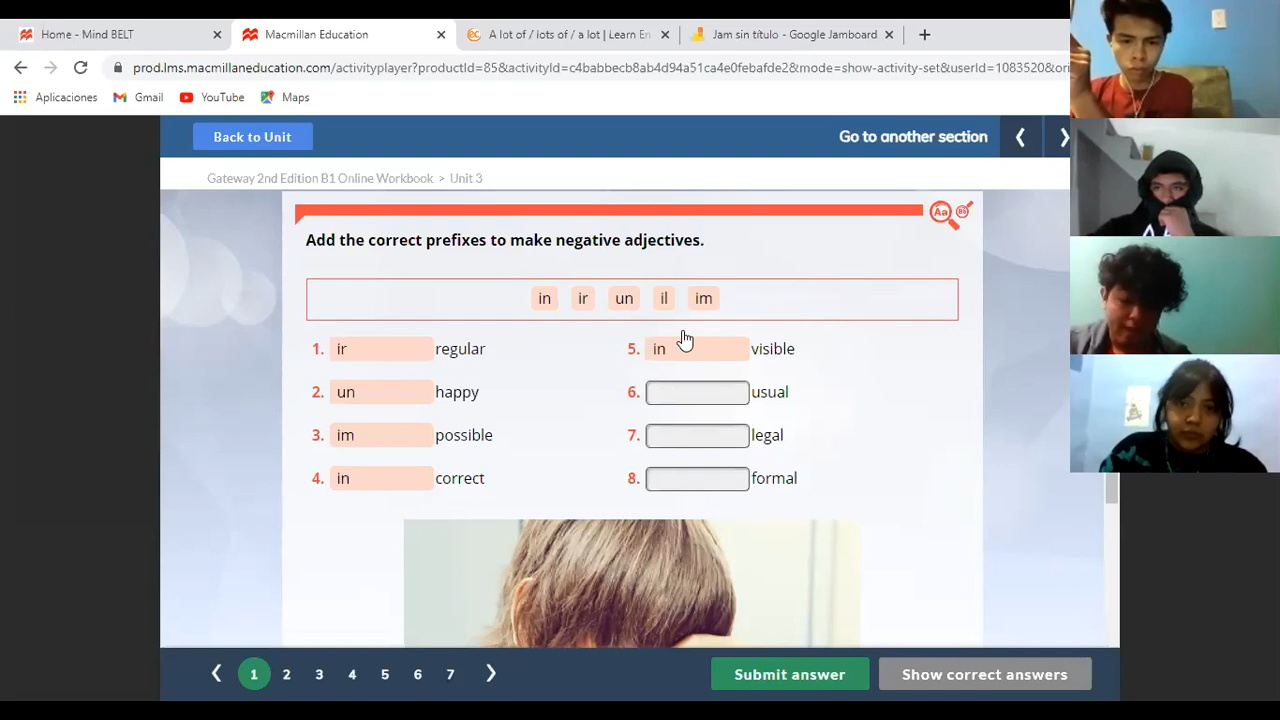 Home - Mind BELT
Macmillan Education
A lot of / lots of / a lot | Learn En
Jam sin título - Google Jamboard
prod.lms.macmillaneducation.com/activityplayer?productId=85&activityId=c4babbecb8ab4d94a51ca4e0febafde2&mode=show-activity-set&userId=1083520&ori
Aplicaciones Gmail YouTube Maps
Back to Unit
Go to another section
Gateway 2nd Edition B1 Online Workbook > Unit 3
Aa Bb
Add the correct prefixes to make negative adjectives.
in ir un il im
1. ir regular
2. un happy
3. im possible
4. in correct
5. in visible
6. usual
7. legal
8. formal
1 2 3 4 5 6 7
Submit answer
Show correct answers